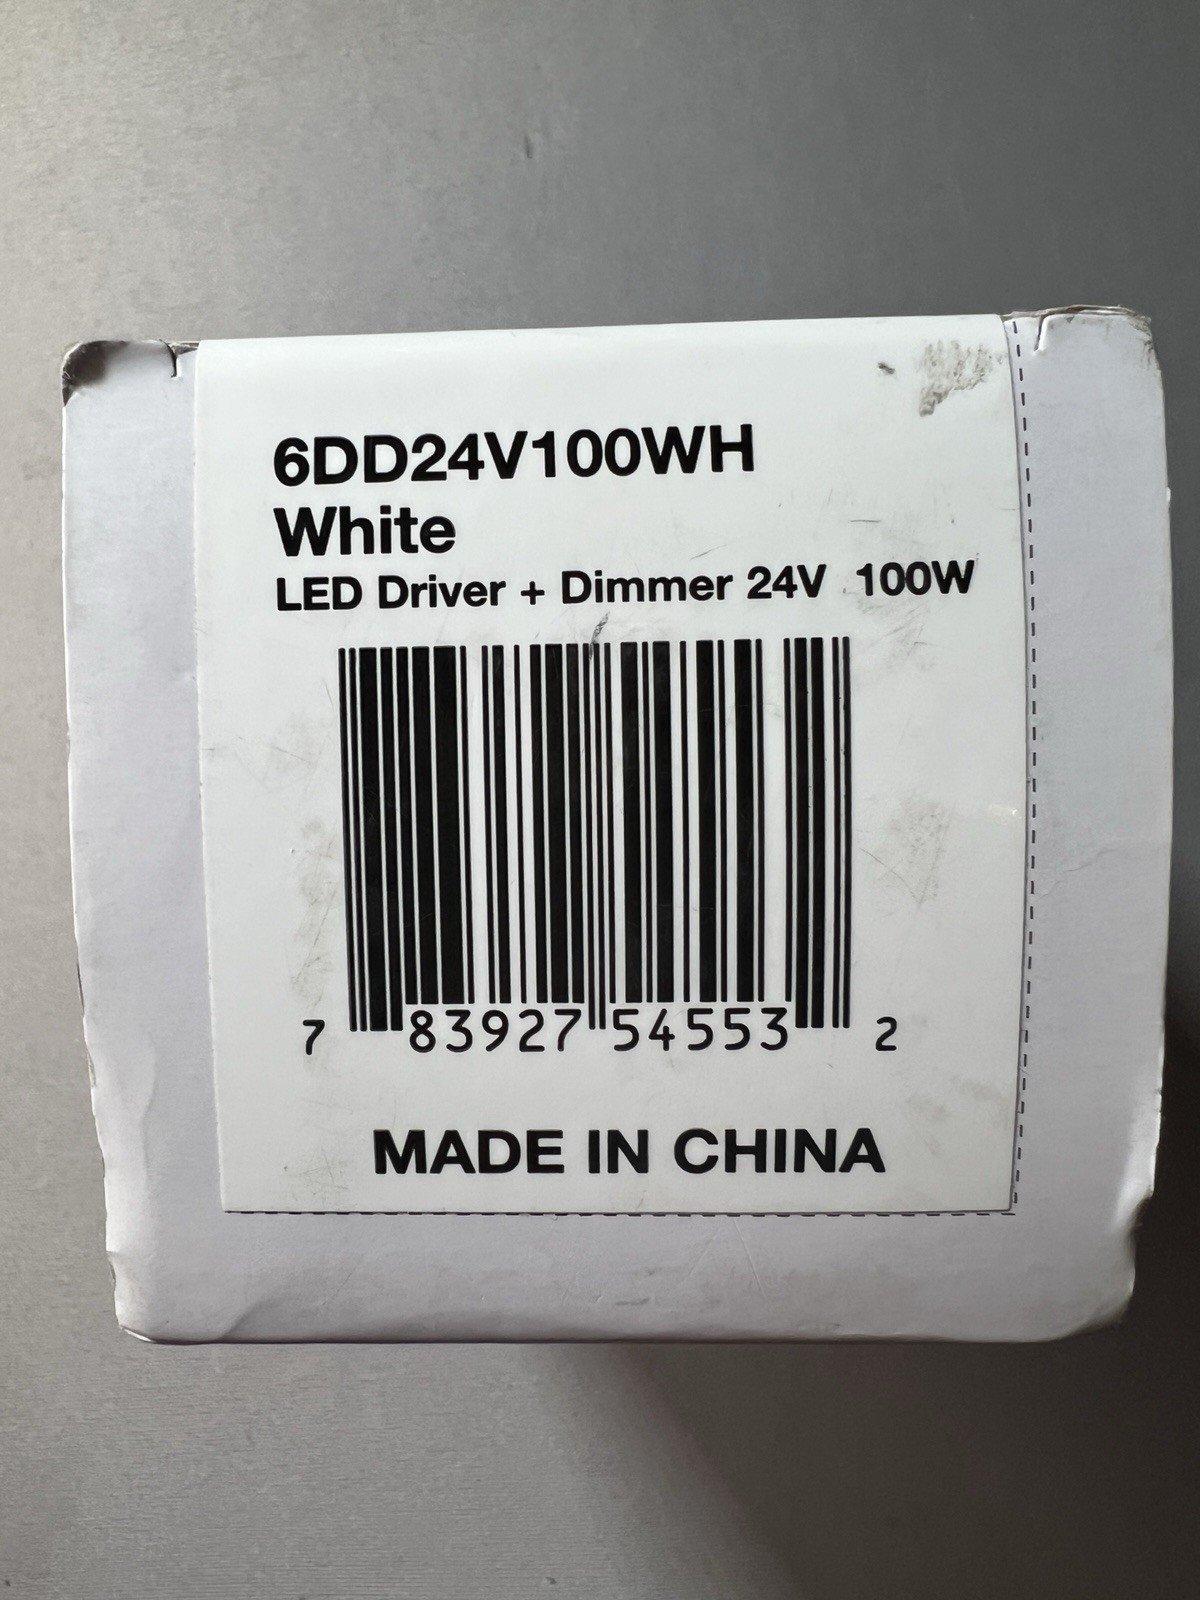 6DD24V100WH
White
LED Driver + Dimmer 24V 100W
7 83927 54553 2
MADE IN CHINA